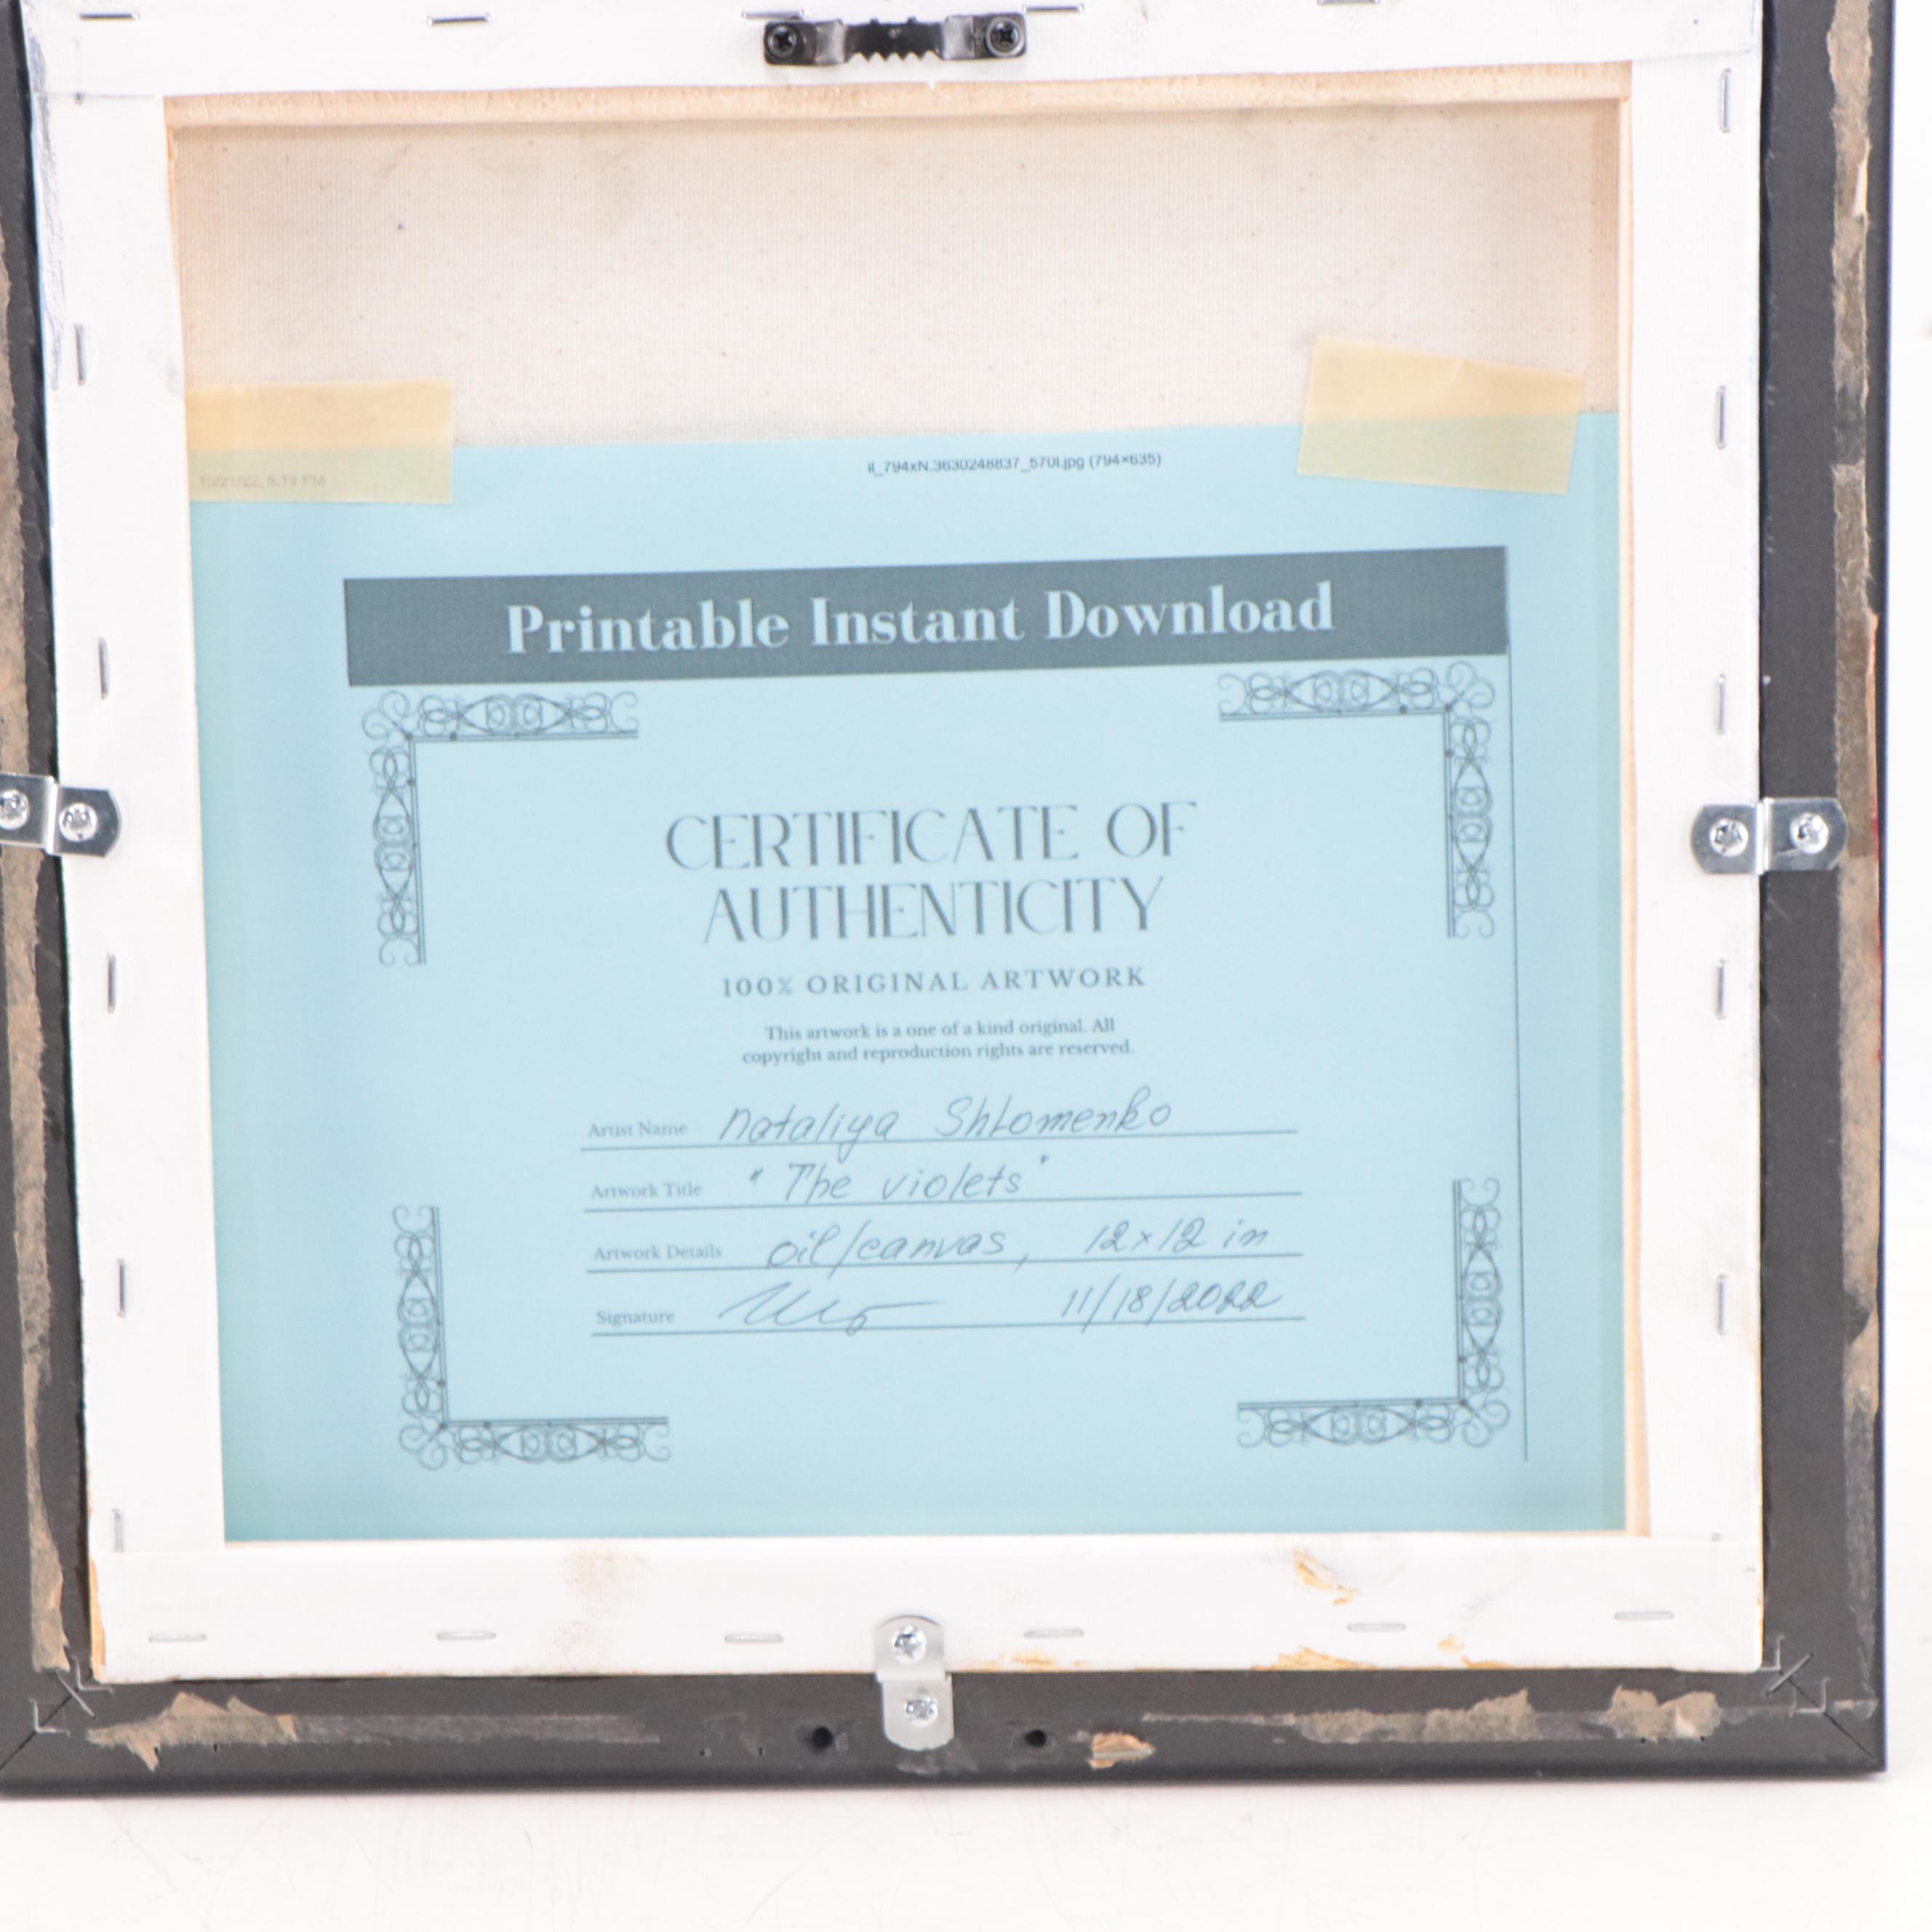 il_794xN.3630248837_570l.jpg (794×635)
10/21/22, 5:19 PM
Printable Instant Download
CERTIFICATE OF
AUTHENTICITY
100% ORIGINAL ARTWORK
This artwork is a one of a kind original. All
copyright and reproduction rights are reserved.
Artist Name Nataliya Shlomenko
Artwork Title "The violets"
Artwork Details oil/canvas, 12×12 in
Signature 11/18/2022